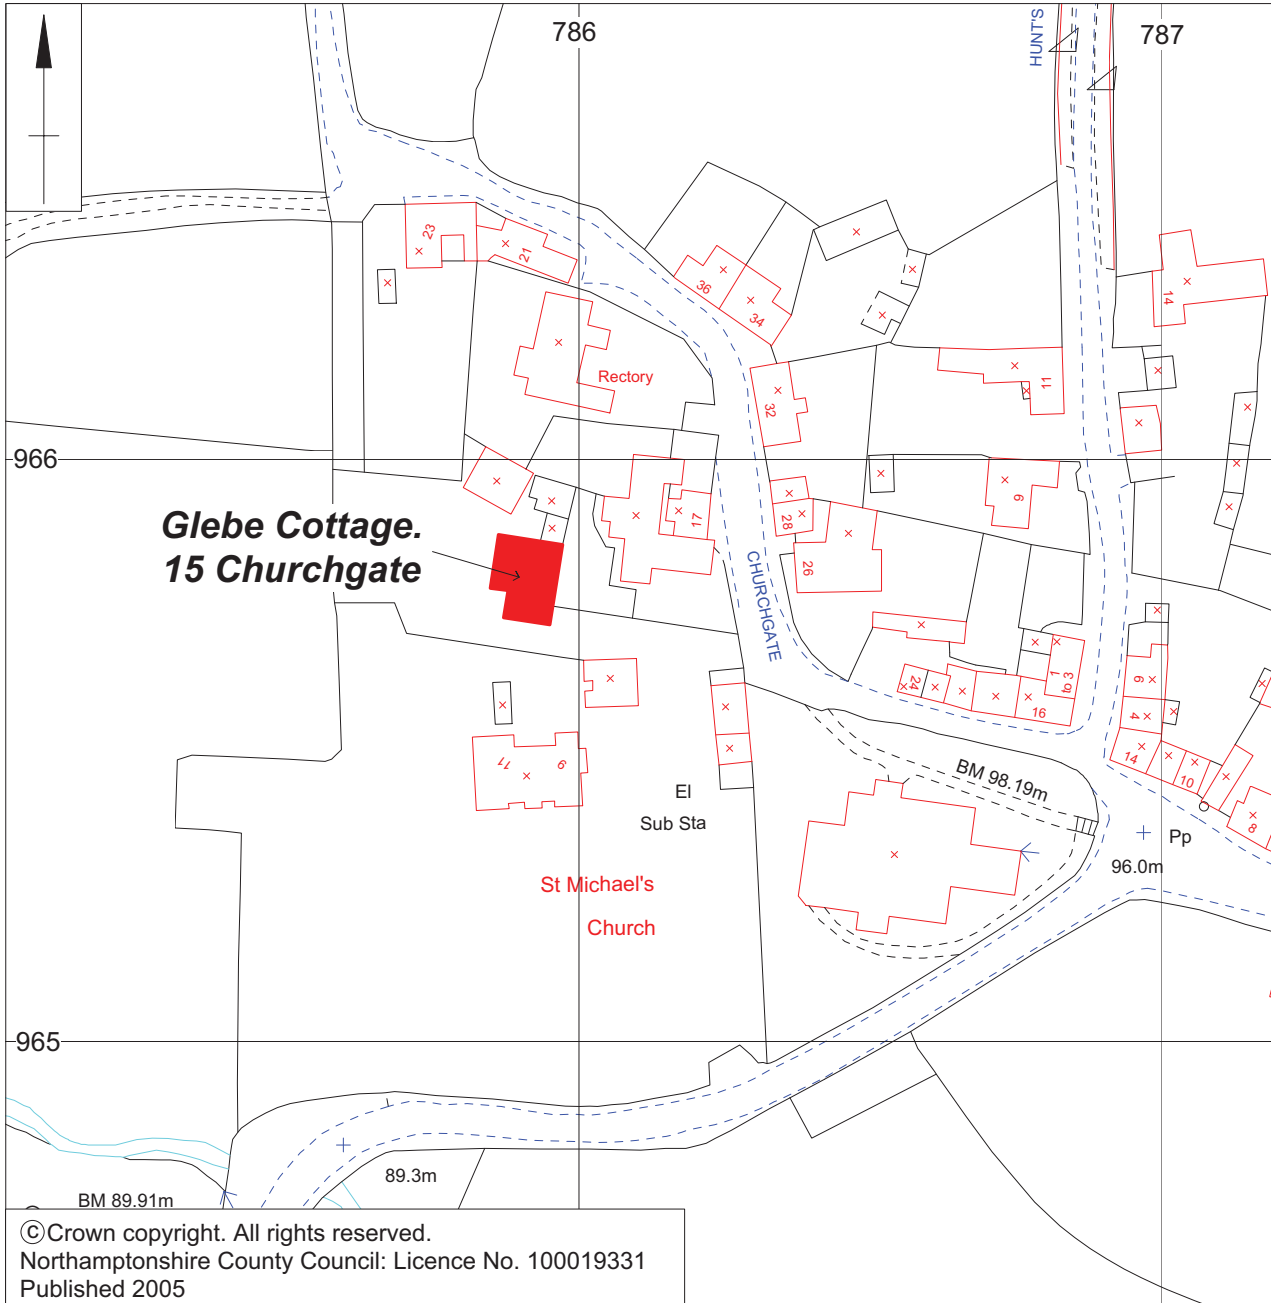 786
787
HUNT'S
23
21
36
34
14
Rectory
32
11
966
9
17
28
26
Glebe Cottage.
15 Churchgate
CHURCHGATE
24
16
1
to 3
6
4
14
10
8
11
9
El
Sub Sta
BM 98.19m
Pp
96.0m
St Michael's
Church
965
89.3m
BM 89.91m
©Crown copyright. All rights reserved.
Northamptonshire County Council: Licence No. 100019331
Published 2005